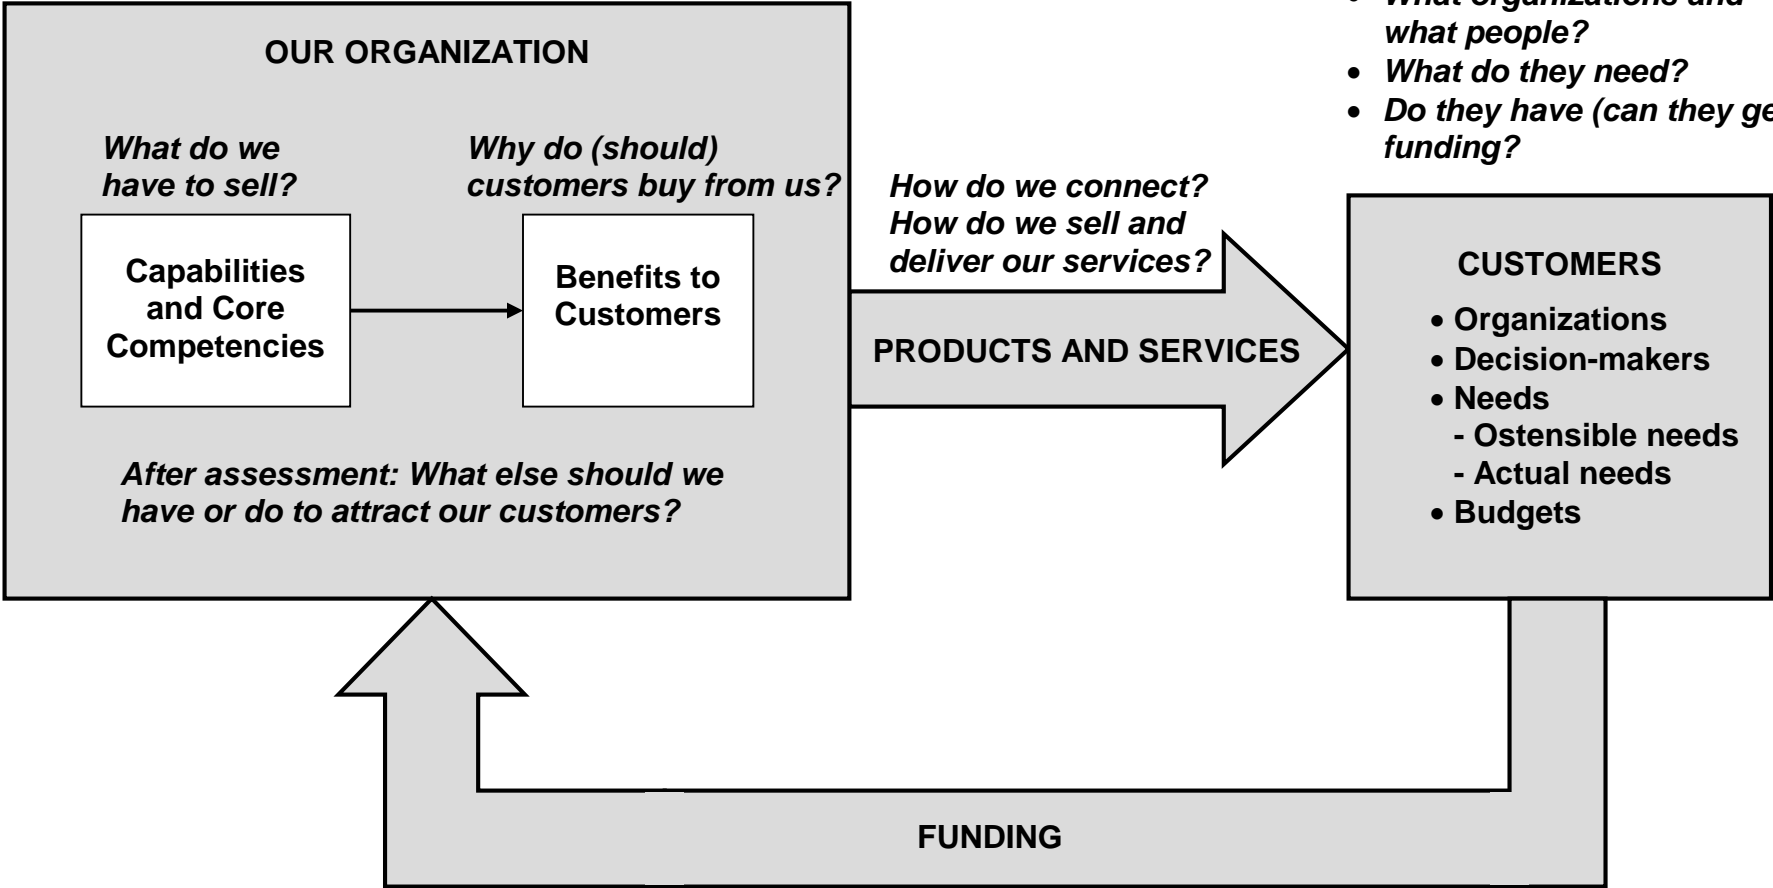 • What organizations and
what people?
• What do they need?
• Do they have (can they ge
funding?
OUR ORGANIZATION
What do we
have to sell?
Why do (should)
customers buy from us?
Capabilities
and Core
Competencies
Benefits to
Customers
After assessment: What else should we
have or do to attract our customers?
How do we connect?
How do we sell and
deliver our services?
PRODUCTS AND SERVICES
CUSTOMERS
• Organizations
• Decision-makers
• Needs
- Ostensible needs
- Actual needs
• Budgets
FUNDING